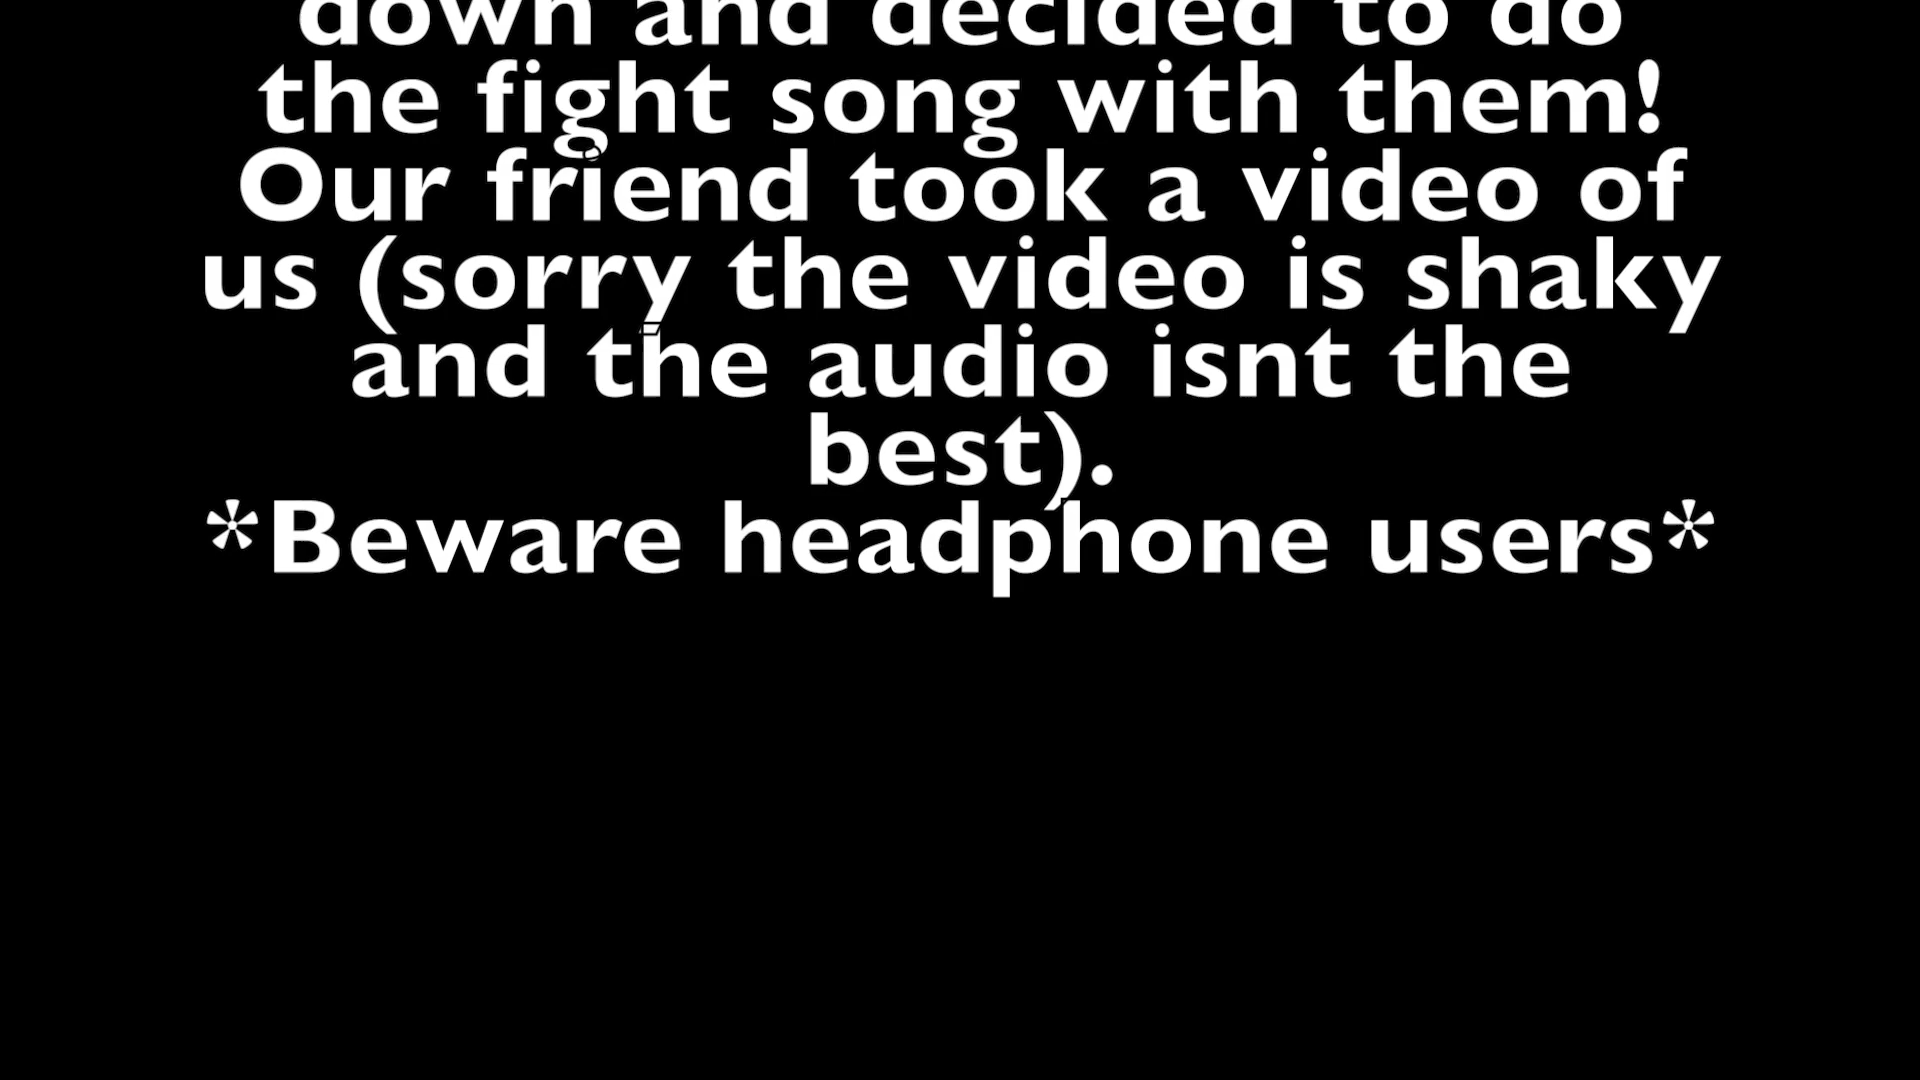 down and decided to do
the fight song with them!
Our friend took a video of
us (sorry the video is shaky
and the audio isnt the
best).
*Beware headphone users*